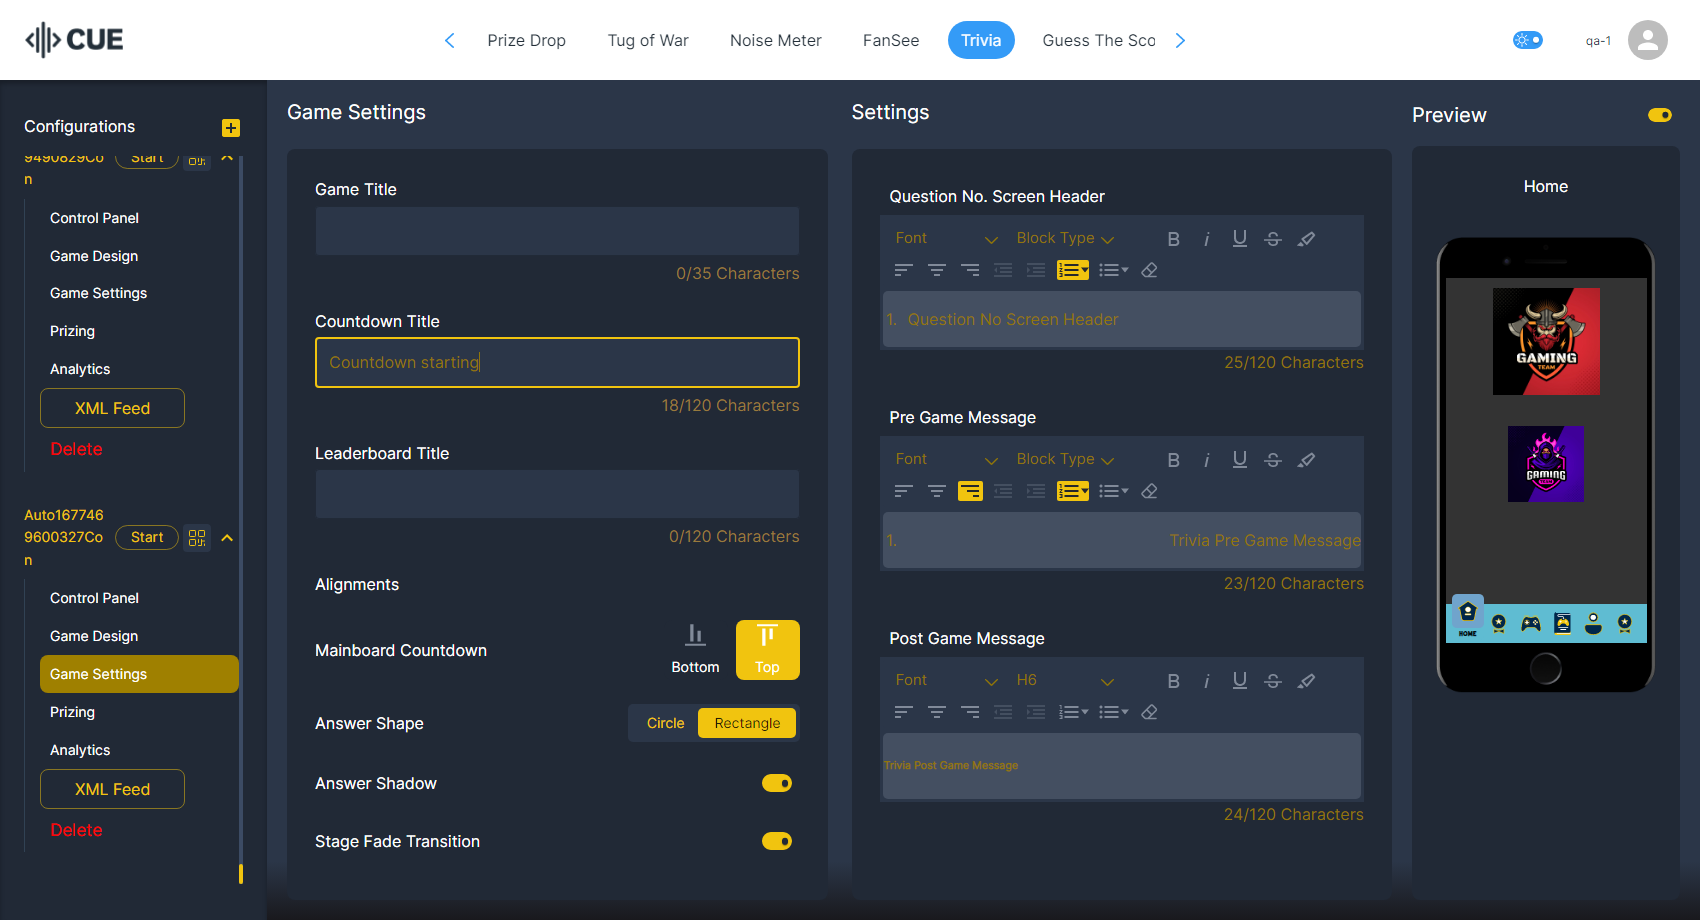 CUE
Prize Drop
Tug of War
Noise Meter
FanSee
Trivia
Guess The Sco
qa-1
Configurations
9490829Co
n
Start
Control Panel
Game Design
Game Settings
Prizing
Analytics
XML Feed
Delete
Auto167746
9600327Co
n
Start
Control Panel
Game Design
Game Settings
Prizing
Analytics
XML Feed
Delete
Game Settings
Game Title
0/35 Characters
Countdown Title
Countdown starting
18/120 Characters
Leaderboard Title
0/120 Characters
Alignments
Mainboard Countdown
Bottom
Top
Answer Shape
Circle
Rectangle
Answer Shadow
Stage Fade Transition
Settings
Question No. Screen Header
Font
Block Type
B
i
U
S
1. Question No Screen Header
25/120 Characters
Pre Game Message
Font
Block Type
B
i
U
S
1. Trivia Pre Game Message
23/120 Characters
Post Game Message
Font
H6
B
i
U
S
Trivia Post Game Message
24/120 Characters
Preview
Home
GAMING
TEAM
GAMING
TEAM
HOME